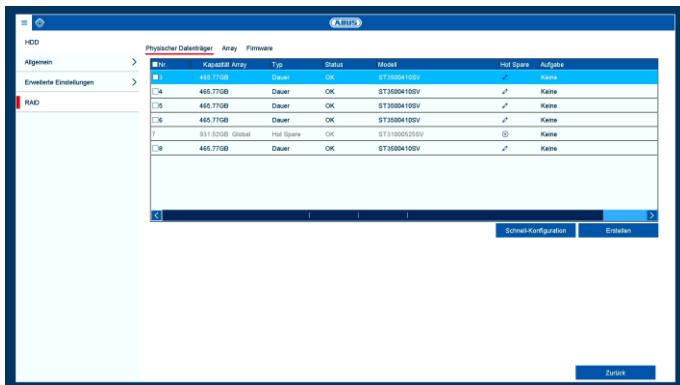 ABUS
HDD
Allgemein
Erweiterte Einstellungen
RAID
Physischer Datenträger Array Firmware
Nr. Kapazität Array Typ Status Modell Hot Spare Aufgabe
3 465.77GB Dauer OK ST3500410SV Keine
4 465.77GB Dauer OK ST3500410SV Keine
5 465.77GB Dauer OK ST3500410SV Keine
6 465.77GB Dauer OK ST3500410SV Keine
7 931.52GB Global Hot Spare OK ST31000525SV Keine
8 465.77GB Dauer OK ST3500410SV Keine
Schnell-Konfiguration Erstellen
Zurück